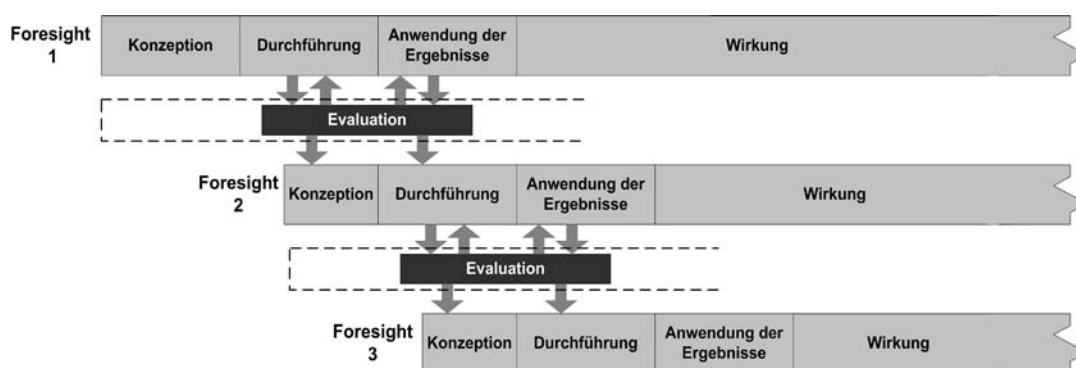 Foresight
1
Konzeption
Durchführung
Anwendung der
Ergebnisse
Wirkung
Evaluation
Foresight
2
Konzeption
Durchführung
Anwendung der
Ergebnisse
Wirkung
Evaluation
Foresight
3
Konzeption
Durchführung
Anwendung der
Ergebnisse
Wirkung